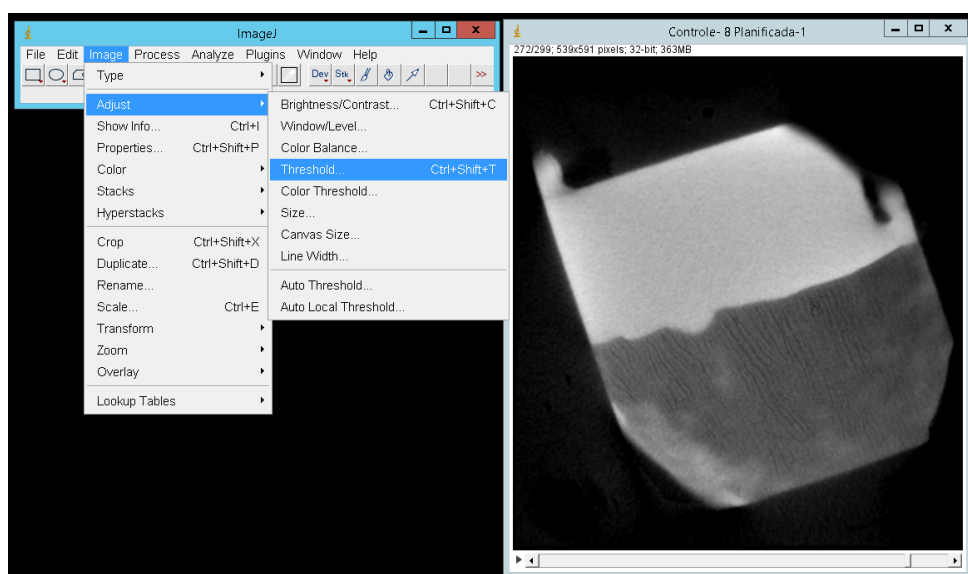 ImageJ
File Edit Image Process Analyze Plugins Window Help
Dev Stk >>
Type
Adjust
Show Info... Ctrl+I
Properties... Ctrl+Shift+P
Color
Stacks
Hyperstacks
Crop Ctrl+Shift+X
Duplicate... Ctrl+Shift+D
Rename...
Scale... Ctrl+E
Transform
Zoom
Overlay
Lookup Tables
Brightness/Contrast... Ctrl+Shift+C
Window/Level...
Color Balance...
Threshold... Ctrl+Shift+T
Color Threshold...
Size...
Canvas Size...
Line Width...
Auto Threshold...
Auto Local Threshold...
Controle- 8 Planificada-1
272/299; 539x591 pixels; 32-bit; 363MB